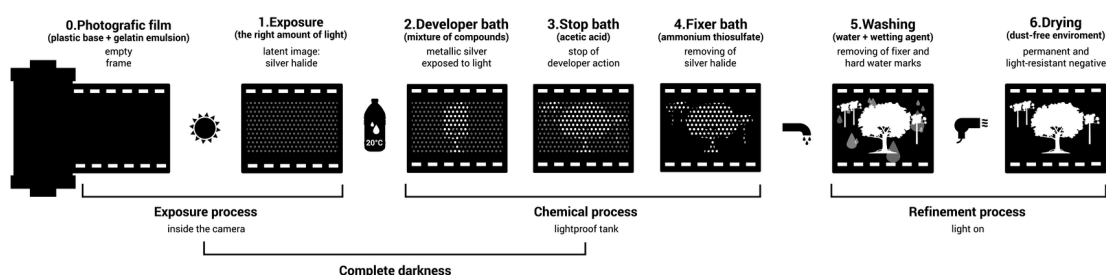 0.Photografic film
(plastic base + gelatin emulsion)
empty
frame
1.Exposure
(the right amount of light)
latent image:
silver halide
20°C
2.Developer bath
(mixture of compounds)
metallic silver
exposed to light
3.Stop bath
(acetic acid)
stop of
developer action
4.Fixer bath
(ammonium thiosulfate)
removing of
silver halide
5.Washing
(water + wetting agent)
removing of fixer and
hard water marks
6.Drying
(dust-free enviroment)
permanent and
light-resistant negative
Exposure process
inside the camera
Chemical process
lightproof tank
Refinement process
light on
Complete darkness